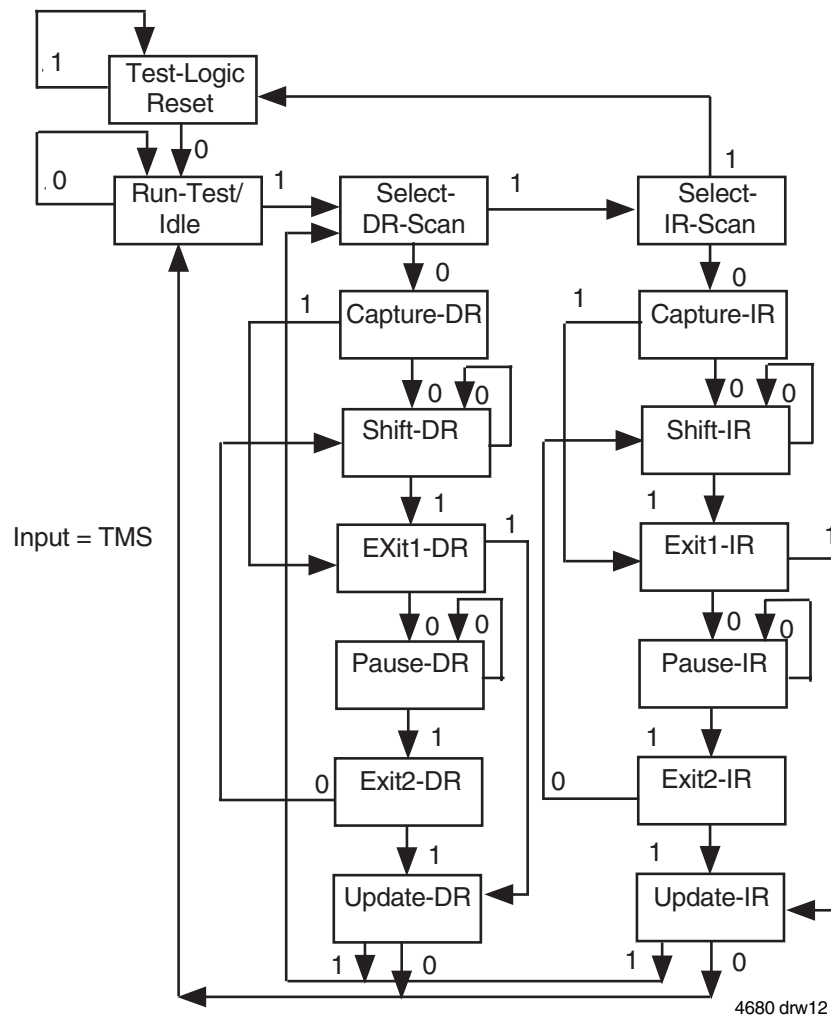 1
Test-Logic
Reset
0
0
Run-Test/
Idle
1
Select-
DR-Scan
1
Select-
IR-Scan
1
0
0
1
Capture-DR
1
Capture-IR
0
0
0
0
Shift-DR
Shift-IR
1
1
Input = TMS
EXit1-DR
1
Exit1-IR
1
0
0
0
0
Pause-DR
Pause-IR
1
1
0
Exit2-DR
0
Exit2-IR
1
1
Update-DR
Update-IR
1
0
1
0
4680 drw12